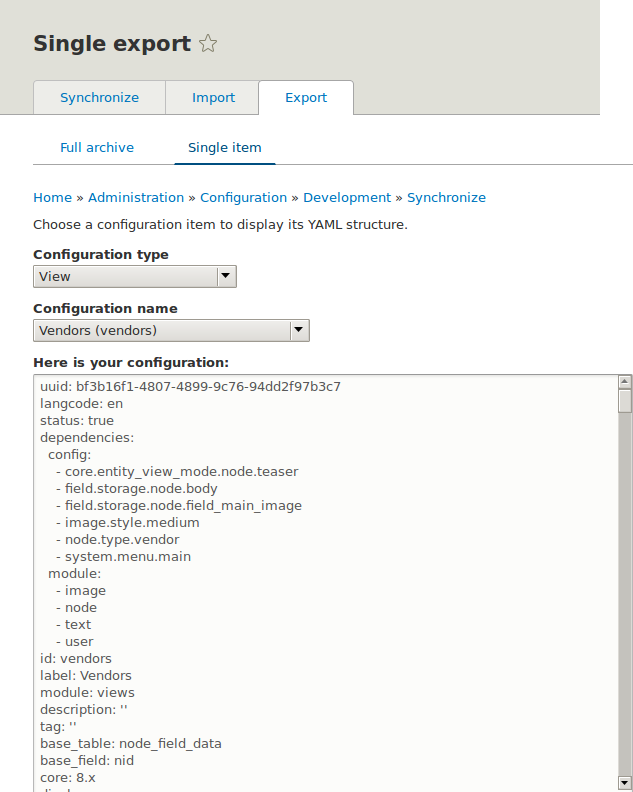 Single export
Synchronize Import Export
Full archive Single item
Home » Administration » Configuration » Development » Synchronize
Choose a configuration item to display its YAML structure.
Configuration type
View
Configuration name
Vendors (vendors)
Here is your configuration:
uuid: bf3b16f1-4807-4899-9c76-94dd2f97b3c7
langcode: en
status: true
dependencies:
config:
- core.entity_view_mode.node.teaser
- field.storage.node.body
- field.storage.node.field_main_image
- image.style.medium
- node.type.vendor
- system.menu.main
module:
- image
- node
- text
- user
id: vendors
label: Vendors
module: views
description: ''
tag: ''
base_table: node_field_data
base_field: nid
core: 8.x